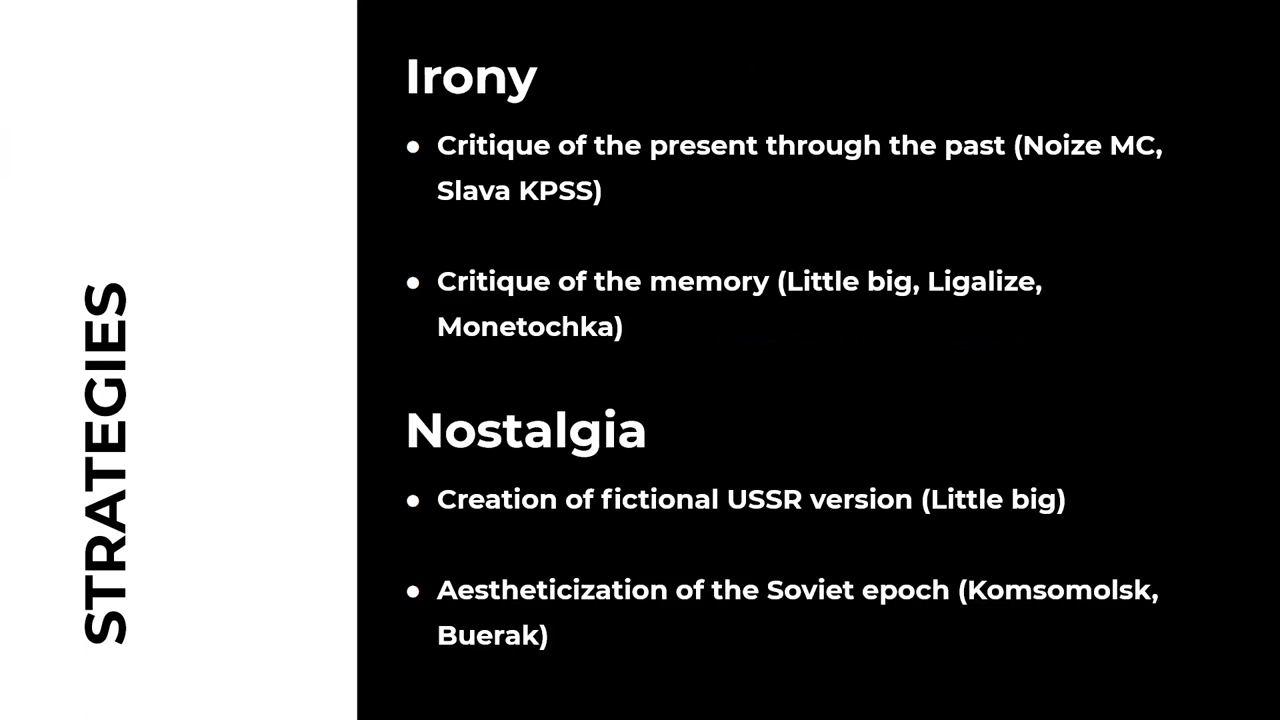 STRATEGIES
Irony
● Critique of the present through the past (Noize MC,
Slava KPSS)
● Critique of the memory (Little big, Ligalize,
Monetochka)
Nostalgia
● Creation of fictional USSR version (Little big)
● Aestheticization of the Soviet epoch (Komsomolsk,
Buerak)